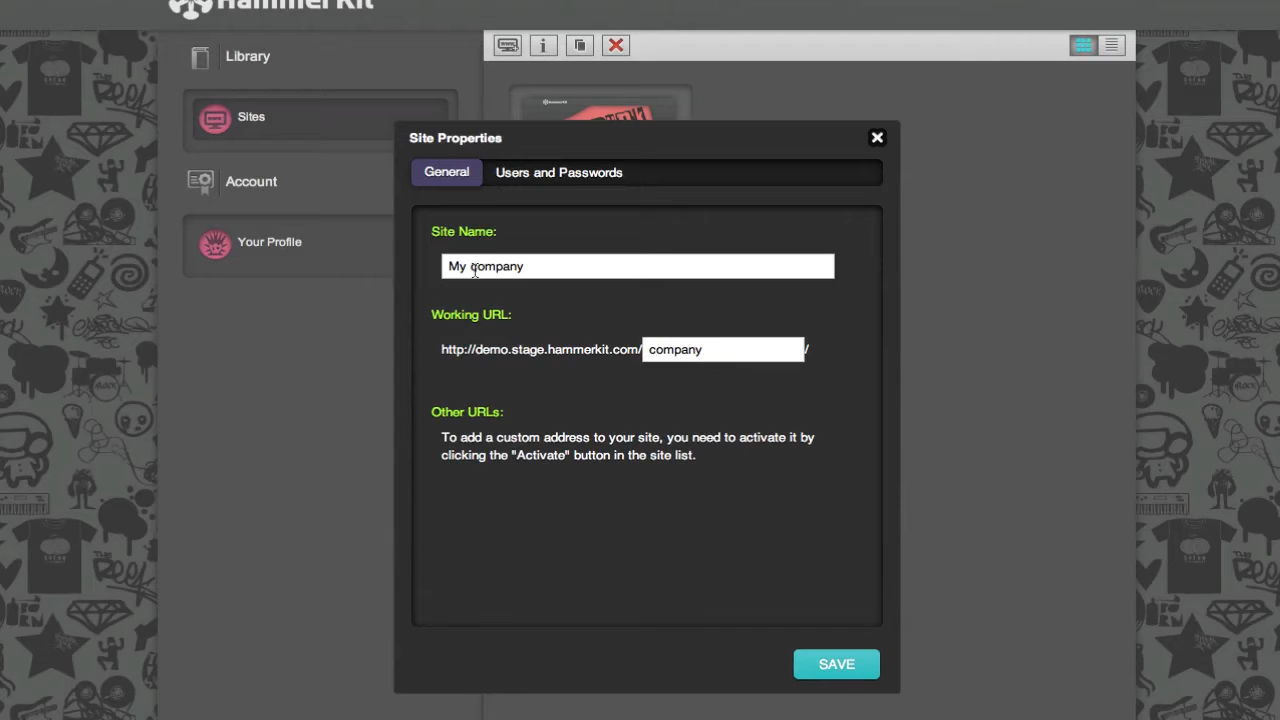 HammerKit
Library
Sites
Account
Your Profile
Site Properties
General
Users and Passwords
Site Name:
My company
Working URL:
http://demo.stage.hammerkit.com/
company
/
Other URLs:
To add a custom address to your site, you need to activate it by
clicking the "Activate" button in the site list.
SAVE